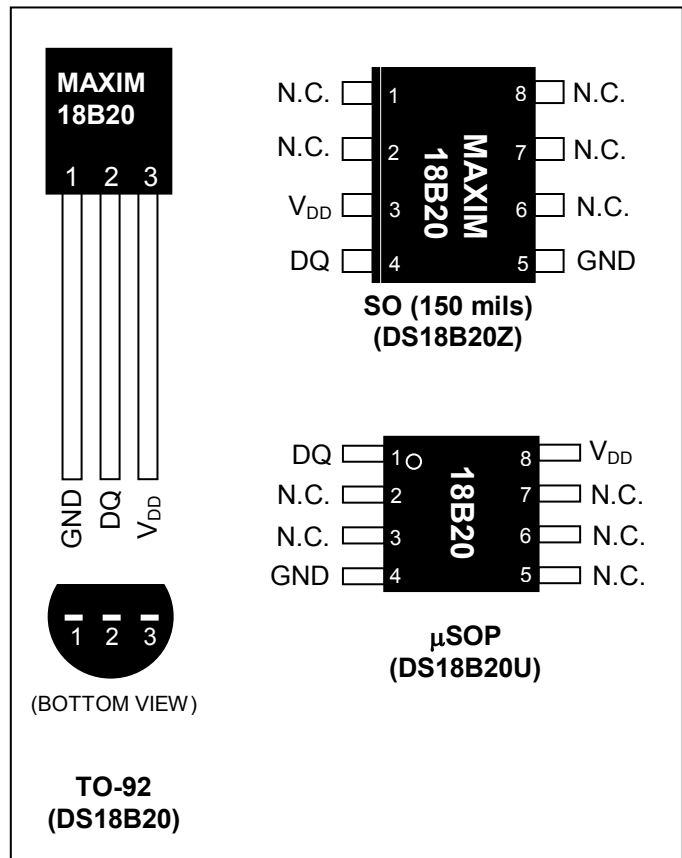 MAXIM
18B20
1 2 3
GND DQ VDD
1 2 3
(BOTTOM VIEW)
TO-92
(DS18B20)
N.C. 1 8 N.C.
N.C. 2 7 N.C.
VDD 3 6 N.C.
DQ 4 5 GND
MAXIM
18B20
SO (150 mils)
(DS18B20Z)
DQ 1 8 VDD
N.C. 2 7 N.C.
N.C. 3 6 N.C.
GND 4 5 N.C.
18B20
μSOP
(DS18B20U)